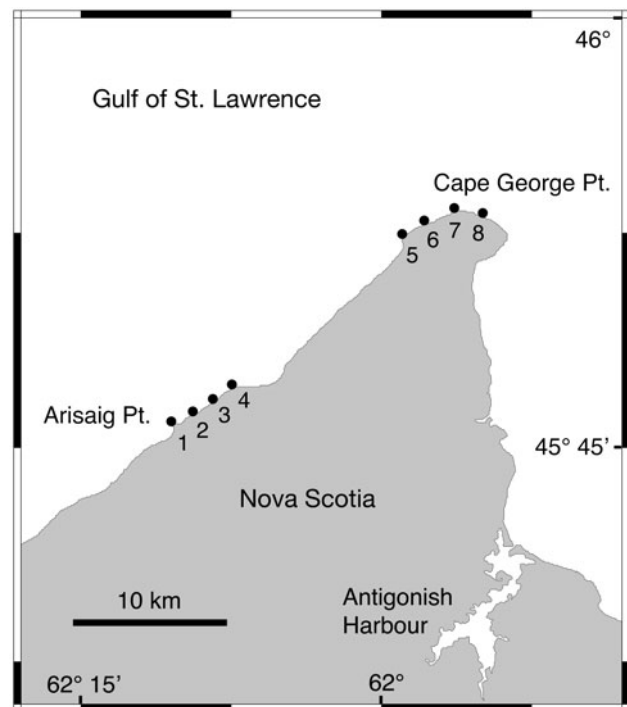 46°
Gulf of St. Lawrence
Cape George Pt.
5 6 7 8
Arisaig Pt.
1 2 3 4
45° 45'
Nova Scotia
10 km
Antigonish
Harbour
62° 15'
62°